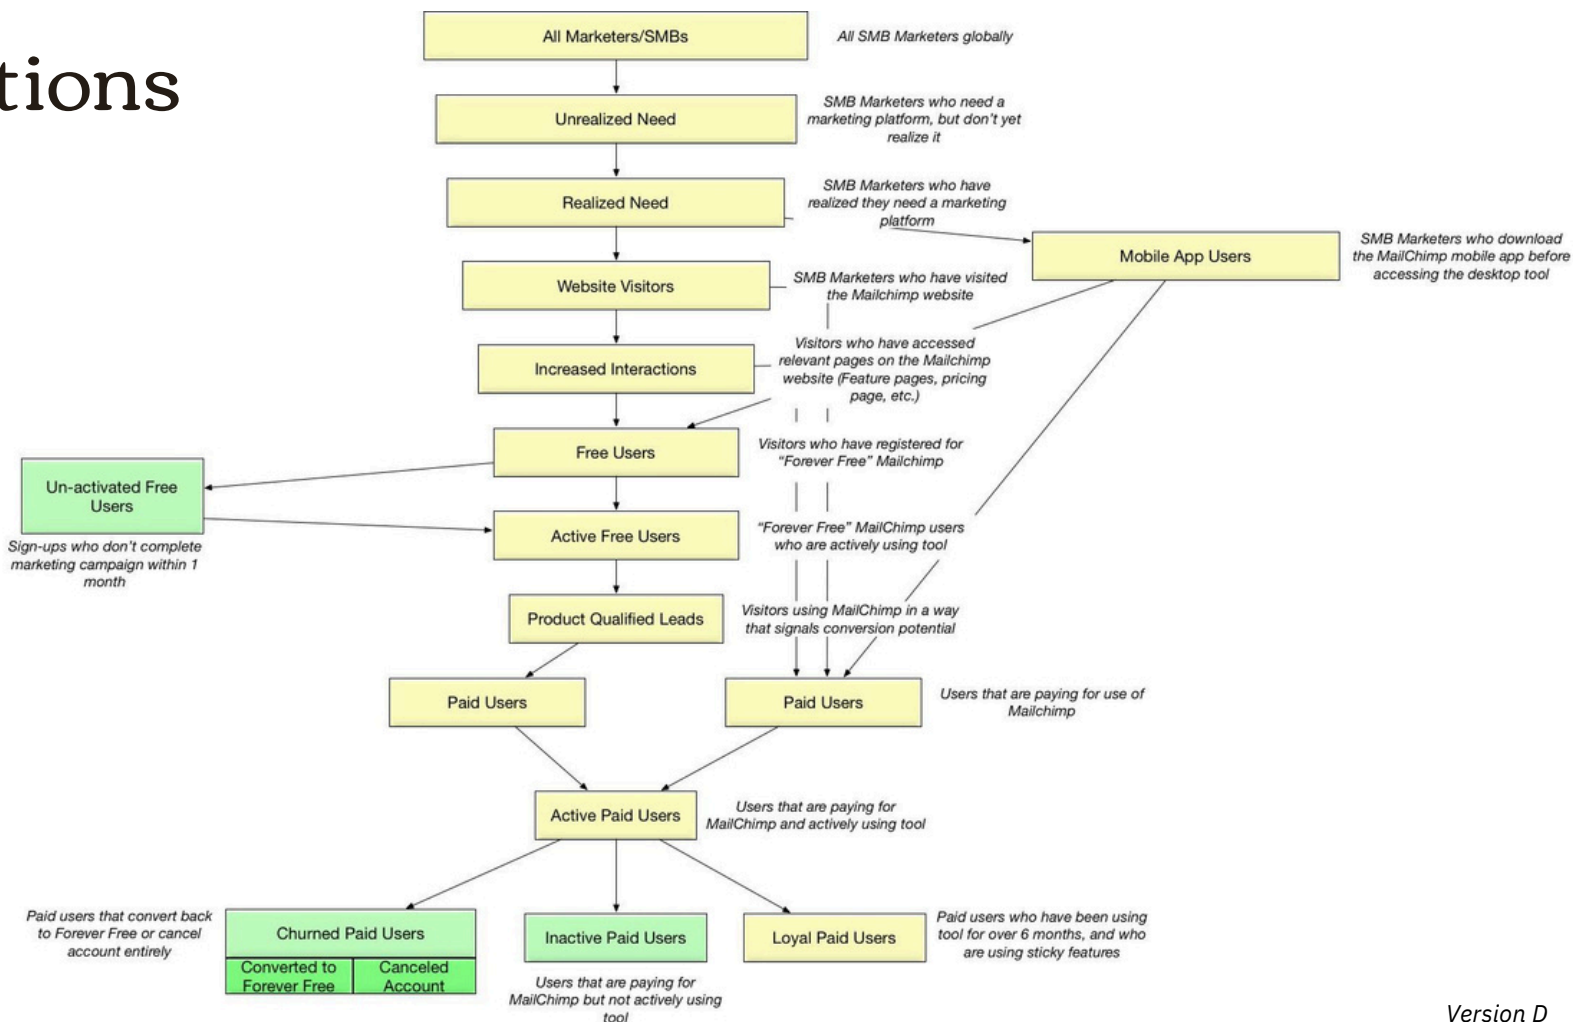 tions
All Marketers/SMBs
All SMB Marketers globally
Unrealized Need
SMB Marketers who need a
marketing platform, but don't yet
realize it
Realized Need
SMB Marketers who have
realized they need a marketing
platform
Mobile App Users
SMB Marketers who download
the MailChimp mobile app before
accessing the desktop tool
Website Visitors
SMB Marketers who have visited
the Mailchimp website
Increased Interactions
Visitors who have accessed
relevant pages on the Mailchimp
website (Feature pages, pricing
page, etc.)
Free Users
Visitors who have registered for
“Forever Free” Mailchimp
Un-activated Free
Users
Sign-ups who don't complete
marketing campaign within 1
month
Active Free Users
“Forever Free” MailChimp users
who are actively using tool
Product Qualified Leads
Visitors using MailChimp in a way
that signals conversion potential
Paid Users
Paid Users
Users that are paying for use of
Mailchimp
Active Paid Users
Users that are paying for
MailChimp and actively using tool
Paid users that convert back
to Forever Free or cancel
account entirely
Churned Paid Users
Converted to
Forever Free
Canceled
Account
Inactive Paid Users
Users that are paying for
MailChimp but not actively using
tool
Loyal Paid Users
Paid users who have been using
tool for over 6 months, and who
are using sticky features
Version D